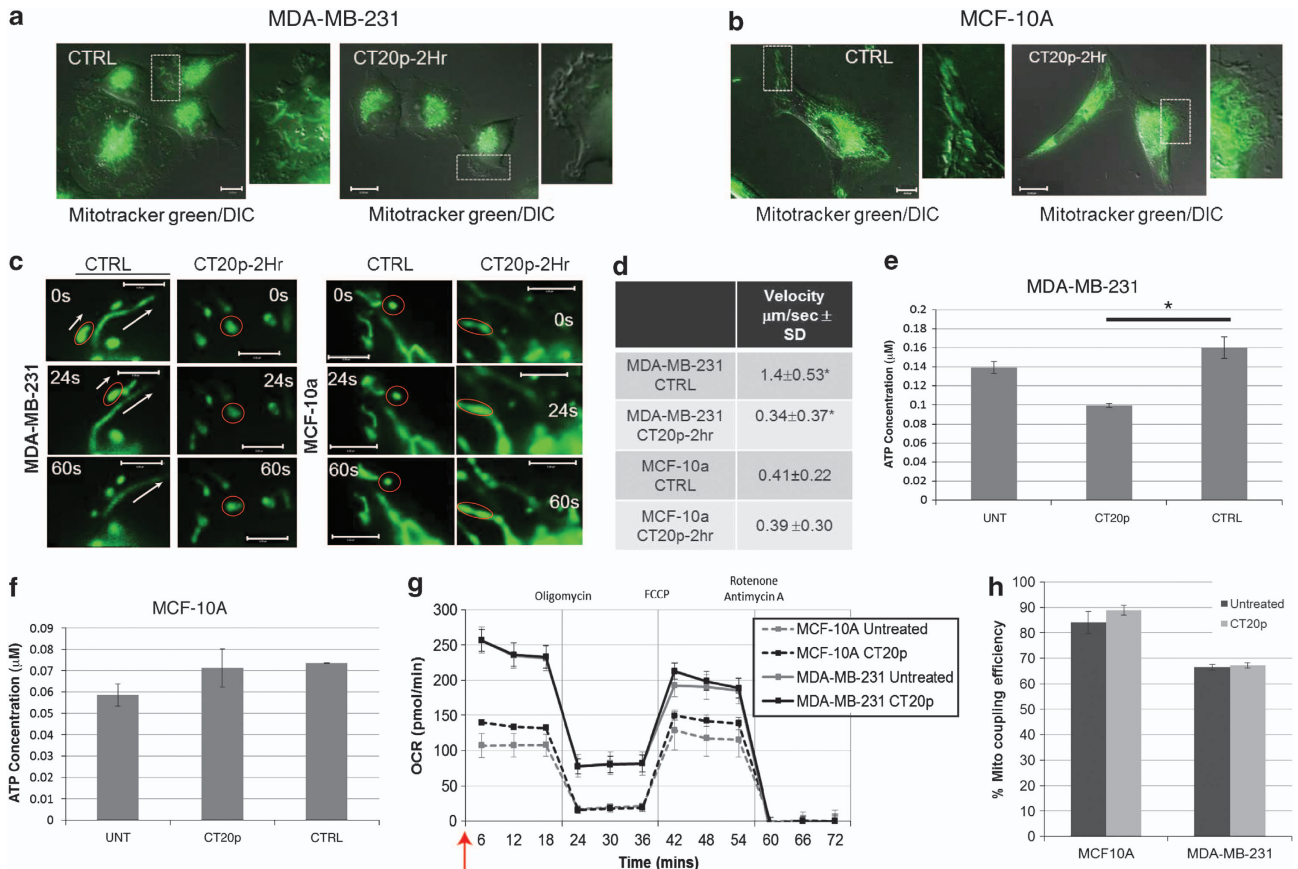 a
MDA-MB-231
CTRL
CT20p-2Hr
Mitotracker green/DIC
Mitotracker green/DIC
b
MCF-10A
CTRL
CT20p-2Hr
Mitotracker green/DIC
Mitotracker green/DIC
c
CTRL
CT20p-2Hr
CTRL
CT20p-2Hr
MDA-MB-231
MCF-10a
0s
0s
0s
0s
24s
24s
24s
24s
60s
60s
60s
60s
d
Velocity
μm/sec ±
SD
MDA-MB-231
CTRL
1.4±0.53*
MDA-MB-231
CT20p-2hr
0.34±0.37*
MCF-10a
CTRL
0.41±0.22
MCF-10a
CT20p-2hr
0.39 ±0.30
e
MDA-MB-231
*
ATP Concentration (μM)
0.2
0.18
0.16
0.14
0.12
0.1
0.08
0.06
0.04
0.02
0
UNT
CT20p
CTRL
f
MCF-10A
ATP Concentration (μM)
0.09
0.08
0.07
0.06
0.05
0.04
0.03
0.02
0.01
0
UNT
CT20p
CTRL
g
Oligomycin
FCCP
Rotenone
Antimycin A
OCR (pmol/min)
300
250
200
150
100
50
0
6 12 18 24 30 36 42 48 54 60 66 72
Time (mins)
MCF-10A Untreated
MCF-10A CT20p
MDA-MB-231 Untreated
MDA-MB-231 CT20p
h
% Mito coupling efficiency
100
90
80
70
60
50
40
30
20
10
0
Untreated
CT20p
MCF10A
MDA-MB-231